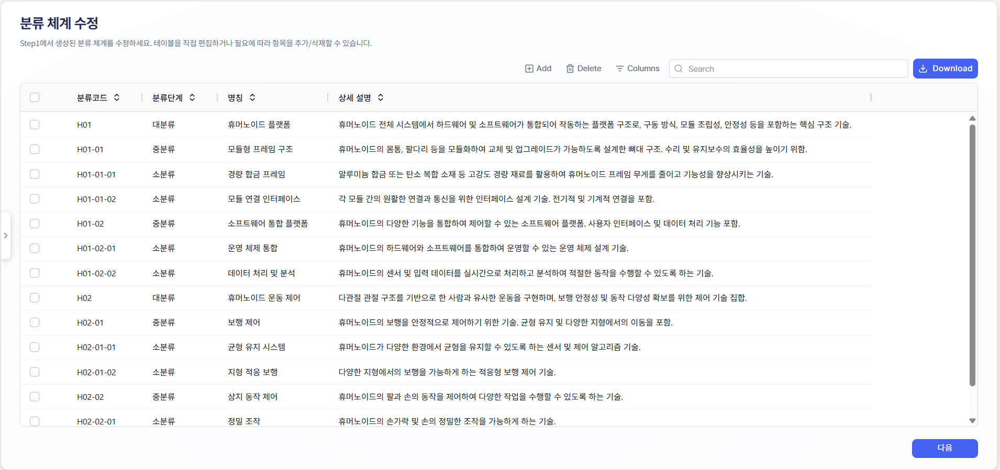 분류 체계 수정
Step1에서 생성된 분류 체계를 수정하세요. 테이블을 직접 편집하거나 필요에 따라 항목을 추가/삭제할 수 있습니다.
Add Delete Columns Search Download
분류코드 분류단계 명칭 상세 설명
H01 대분류 휴머노이드 플랫폼 휴머노이드 전체 시스템에서 하드웨어 및 소프트웨어가 통합되어 작동하는 플랫폼 구조로, 구동 방식, 모듈 조립성, 안정성 등을 포함하는 핵심 구조 기술.
H01-01 중분류 모듈형 프레임 구조 휴머노이드의 몸통, 팔다리 등을 모듈화하여 교체 및 업그레이드가 가능하도록 설계한 뼈대 구조. 수리 및 유지보수의 효율성을 높이기 위함.
H01-01-01 소분류 경량 합금 프레임 알루미늄 합금 또는 탄소 복합 소재 등 고강도 경량 재료를 활용하여 휴머노이드 프레임 무게를 줄이고 기능성을 향상시키는 기술.
H01-01-02 소분류 모듈 연결 인터페이스 각 모듈 간의 원활한 연결과 통신을 위한 인터페이스 설계 기술. 전기적 및 기계적 연결을 포함.
H01-02 중분류 소프트웨어 통합 플랫폼 휴머노이드의 다양한 기능을 통합하여 제어할 수 있는 소프트웨어 플랫폼. 사용자 인터페이스 및 데이터 처리 기능 포함.
H01-02-01 소분류 운영 체제 통합 휴머노이드의 하드웨어와 소프트웨어를 통합하여 운영할 수 있는 운영 체제 설계 기술.
H01-02-02 소분류 데이터 처리 및 분석 휴머노이드의 센서 및 입력 데이터를 실시간으로 처리하고 분석하여 적절한 동작을 수행할 수 있도록 하는 기술.
H02 대분류 휴머노이드 운동 제어 다관절 관절 구조를 기반으로 한 사람과 유사한 운동을 구현하며, 보행 안정성 및 동작 다양성 확보를 위한 제어 기술 집합.
H02-01 중분류 보행 제어 휴머노이드의 보행을 안정적으로 제어하기 위한 기술. 균형 유지 및 다양한 지형에서의 이동을 포함.
H02-01-01 소분류 균형 유지 시스템 휴머노이드가 다양한 환경에서 균형을 유지할 수 있도록 하는 센서 및 제어 알고리즘 기술.
H02-01-02 소분류 지형 적응 보행 다양한 지형에서의 보행을 가능하게 하는 적응형 보행 제어 기술.
H02-02 중분류 상지 동작 제어 휴머노이드의 팔과 손의 동작을 제어하여 다양한 작업을 수행할 수 있도록 하는 기술.
H02-02-01 소분류 정밀 조작 휴머노이드의 손가락 및 손의 정밀한 조작을 가능하게 하는 기술.
다음